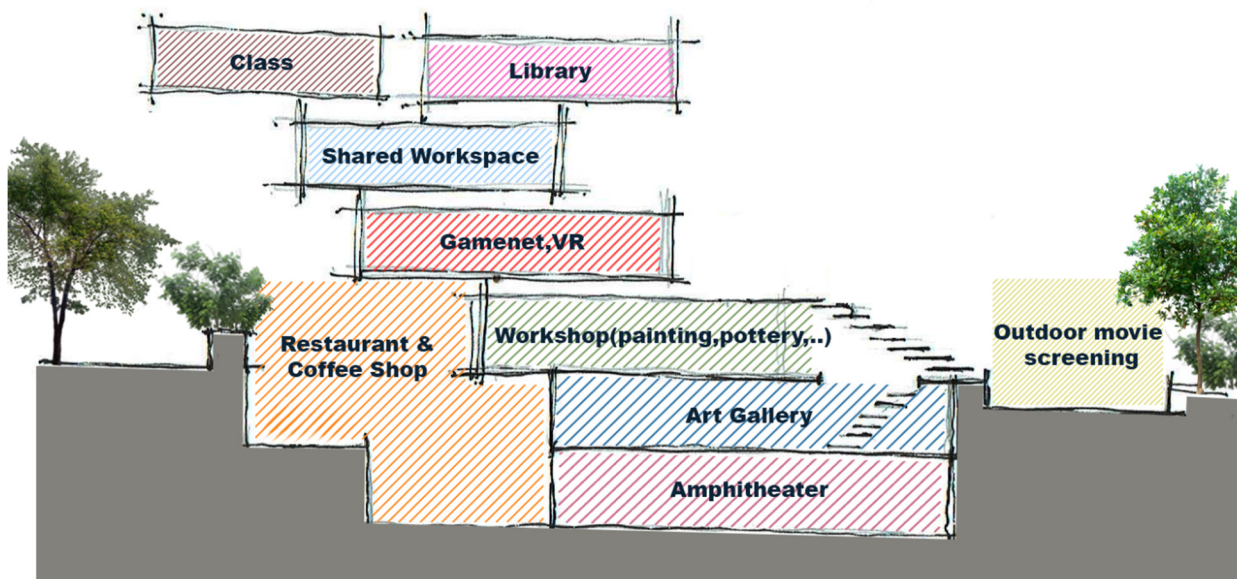 Class
Library
Shared Workspace
Gamenet,VR
Restaurant &
Coffee Shop
Workshop(painting,pottery,..)
Outdoor movie
screening
Art Gallery
Amphitheater